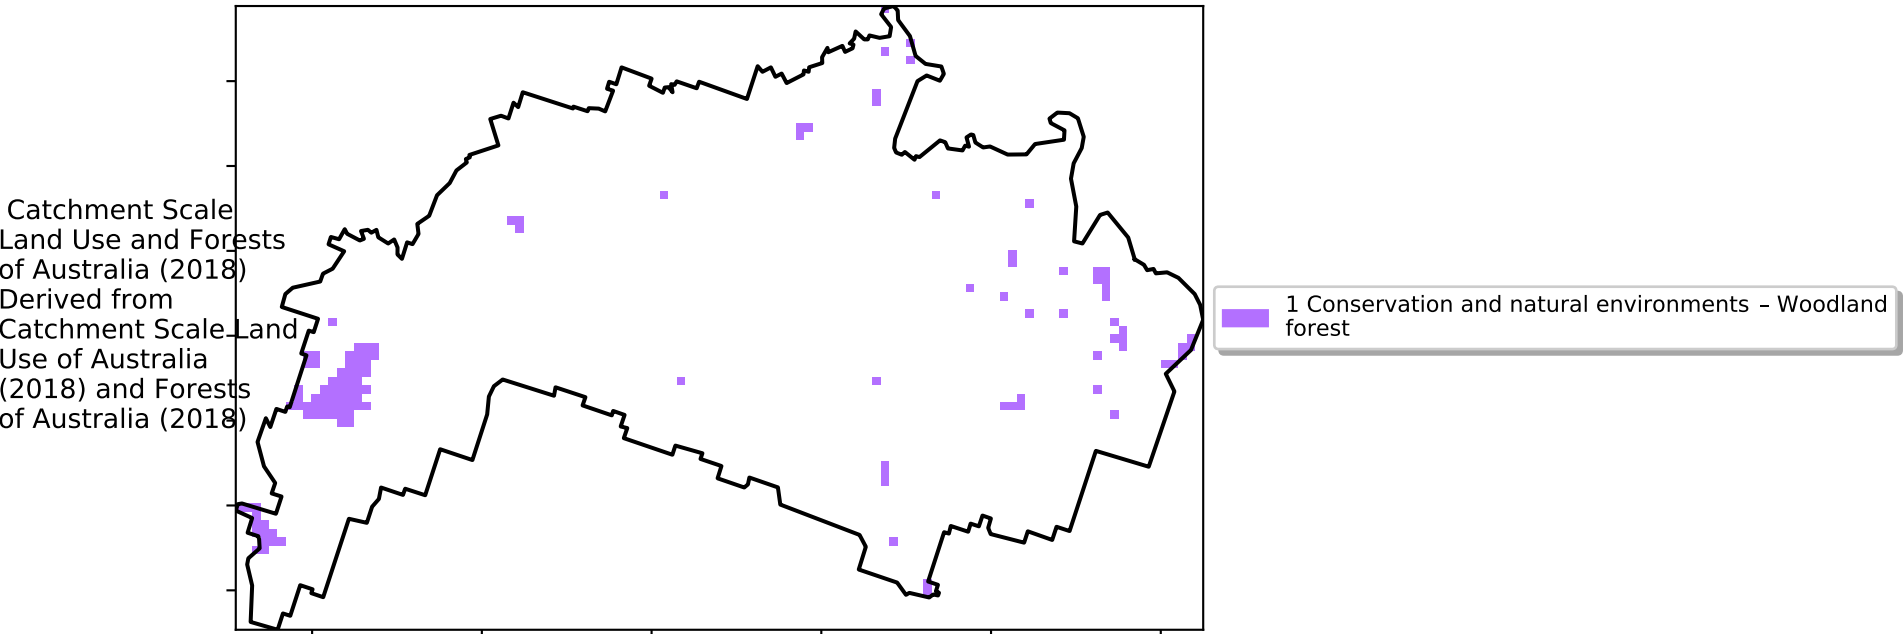 Catchment Scale
Land Use and Forests
of Australia (2018)
Derived from
Catchment Scale Land
Use of Australia
(2018) and Forests
of Australia (2018)
1 Conservation and natural environments – Woodland
forest